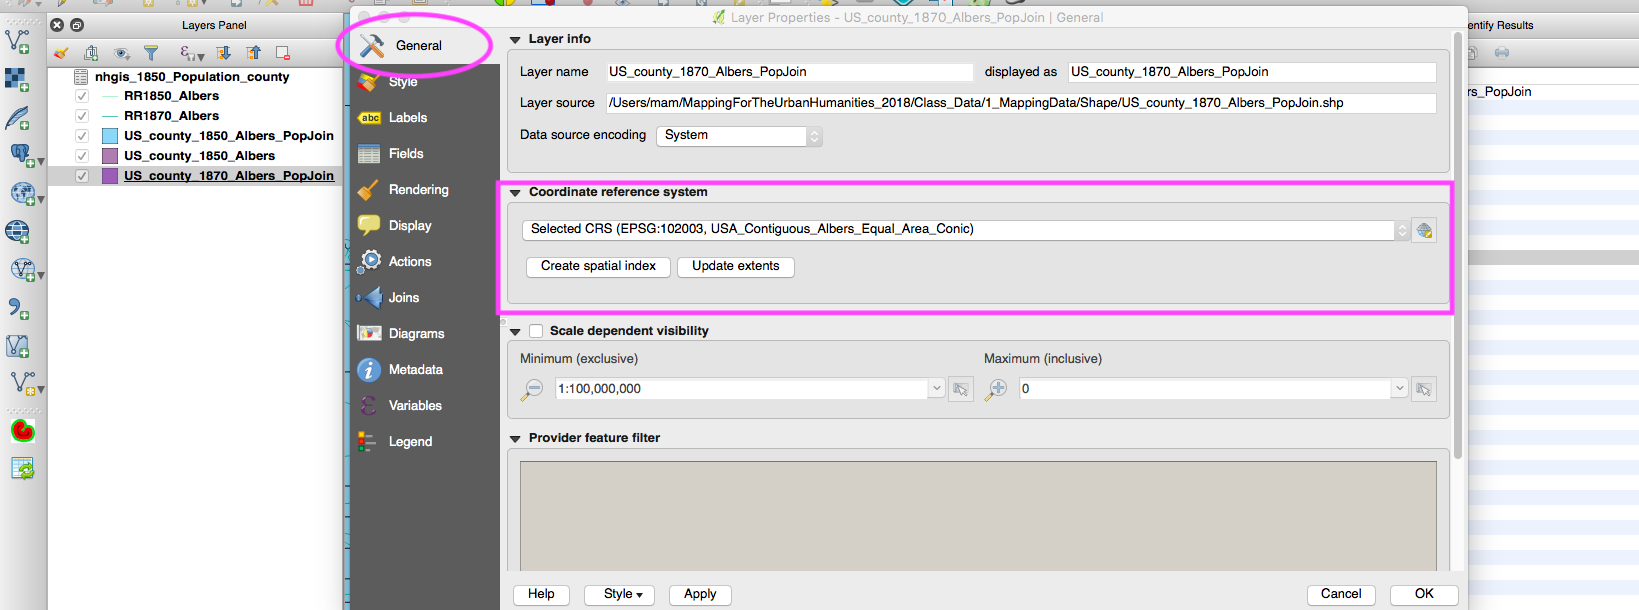 Layers Panel
nhgis_1850_Population_county
RR1850_Albers
RR1870_Albers
US_county_1850_Albers_PopJoin
US_county_1850_Albers
US_county_1870_Albers_PopJoin
Layer Properties - US_county_1870_Albers_PopJoin | General
General
Style
abc Labels
Fields
Rendering
Display
Actions
Joins
Diagrams
Metadata
Variables
Legend
Layer info
Layer name US_county_1870_Albers_PopJoin displayed as US_county_1870_Albers_PopJoin
Layer source /Users/mam/MappingForTheUrbanHumanities_2018/Class_Data/1_MappingData/Shape/US_county_1870_Albers_PopJoin.shp
Data source encoding System
Coordinate reference system
Selected CRS (EPSG:102003, USA_Contiguous_Albers_Equal_Area_Conic)
Create spatial index Update extents
Scale dependent visibility
Minimum (exclusive) Maximum (inclusive)
1:100,000,000 0
Provider feature filter
Help Style Apply Cancel OK
entify Results
rs_PopJoin